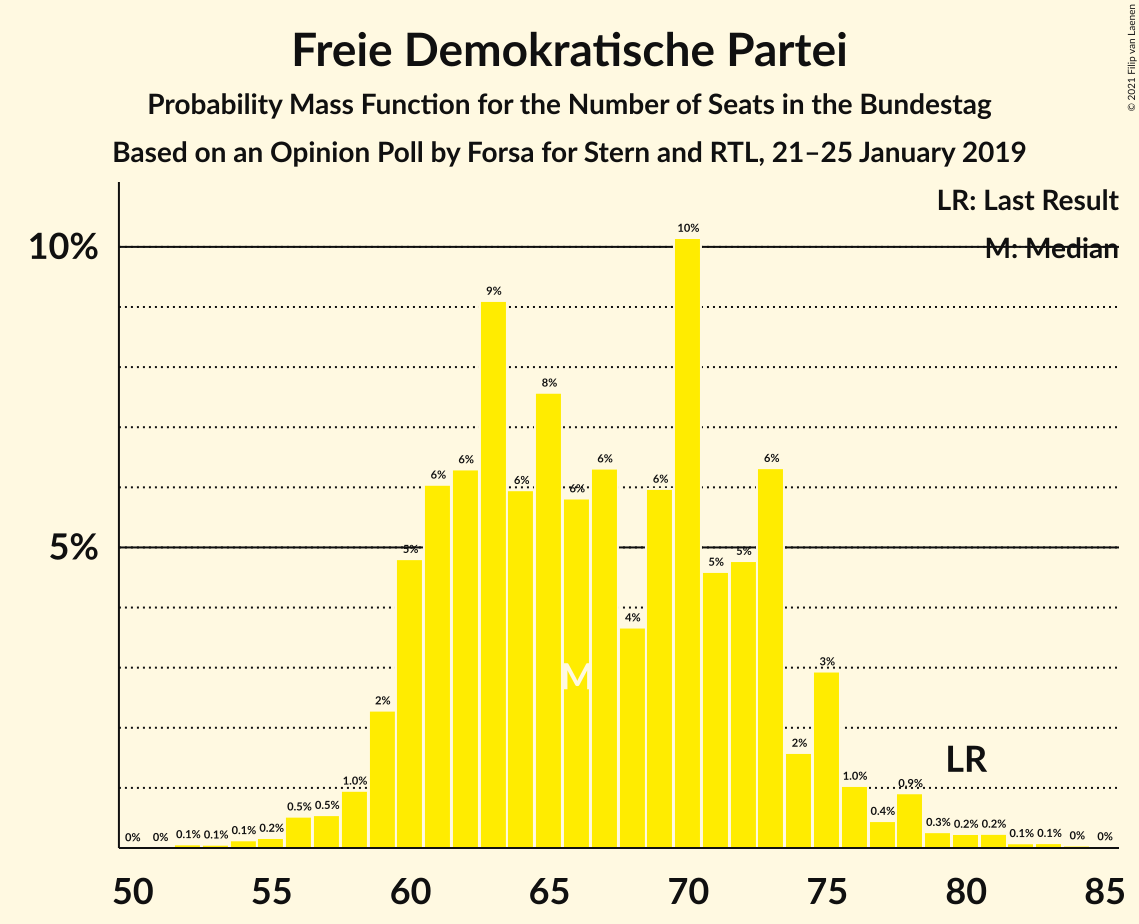 Freie Demokratische Partei
Probability Mass Function for the Number of Seats in the Bundestag
Based on an Opinion Poll by Forsa for Stern and RTL, 21–25 January 2019
© 2021 Filip van Laenen
LR: Last Result
M: Median
10%
5%
0% 0% 0.1% 0.1% 0.1% 0.2% 0.5% 0.5% 1.0% 2% 5% 6% 6% 9% 6% 8% 6% 6% 4% 6% 10% 5% 5% 6% 2% 3% 1.0% 0.4% 0.9% 0.3% 0.2% 0.2% 0.1% 0.1% 0% 0%
M
LR
50 55 60 65 70 75 80 85